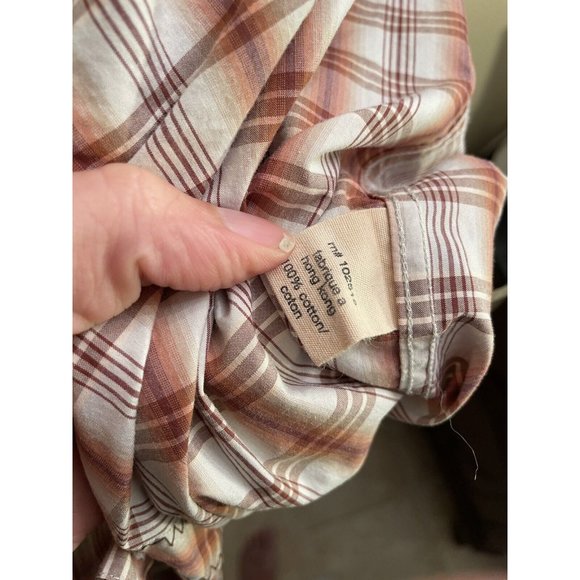 fabrique a
hong kong
100% cotton/
coton